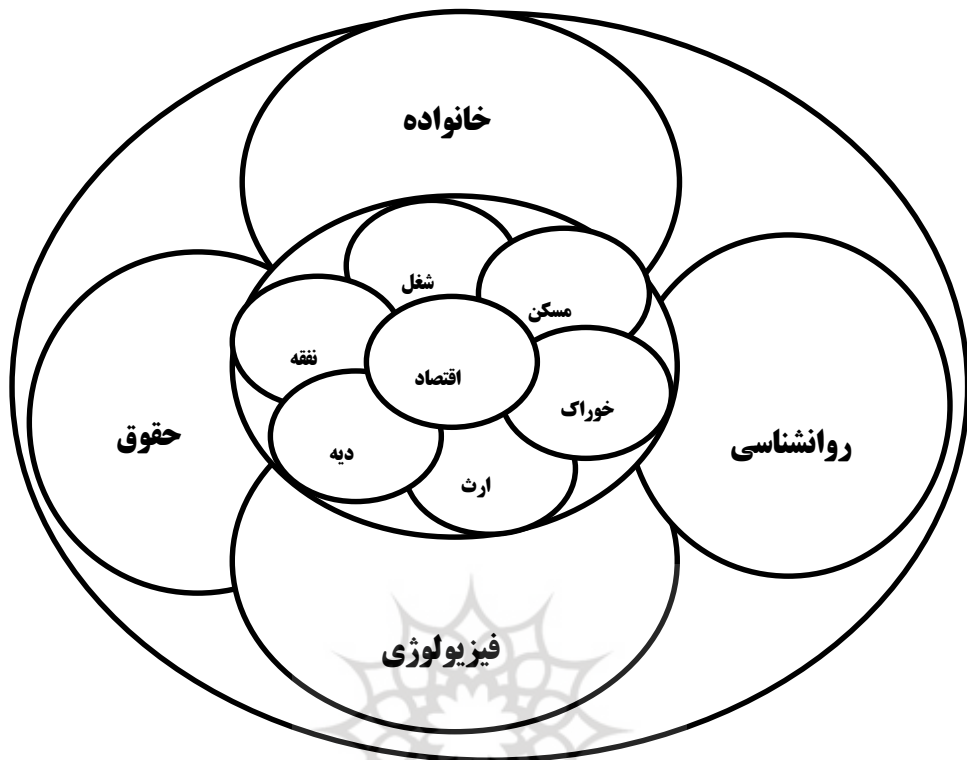 خانواده
شغل
مسکن
نفقه
اقتصاد
خوراک
حقوق
روانشناسی
دیه
ارث
فیزیولوژی